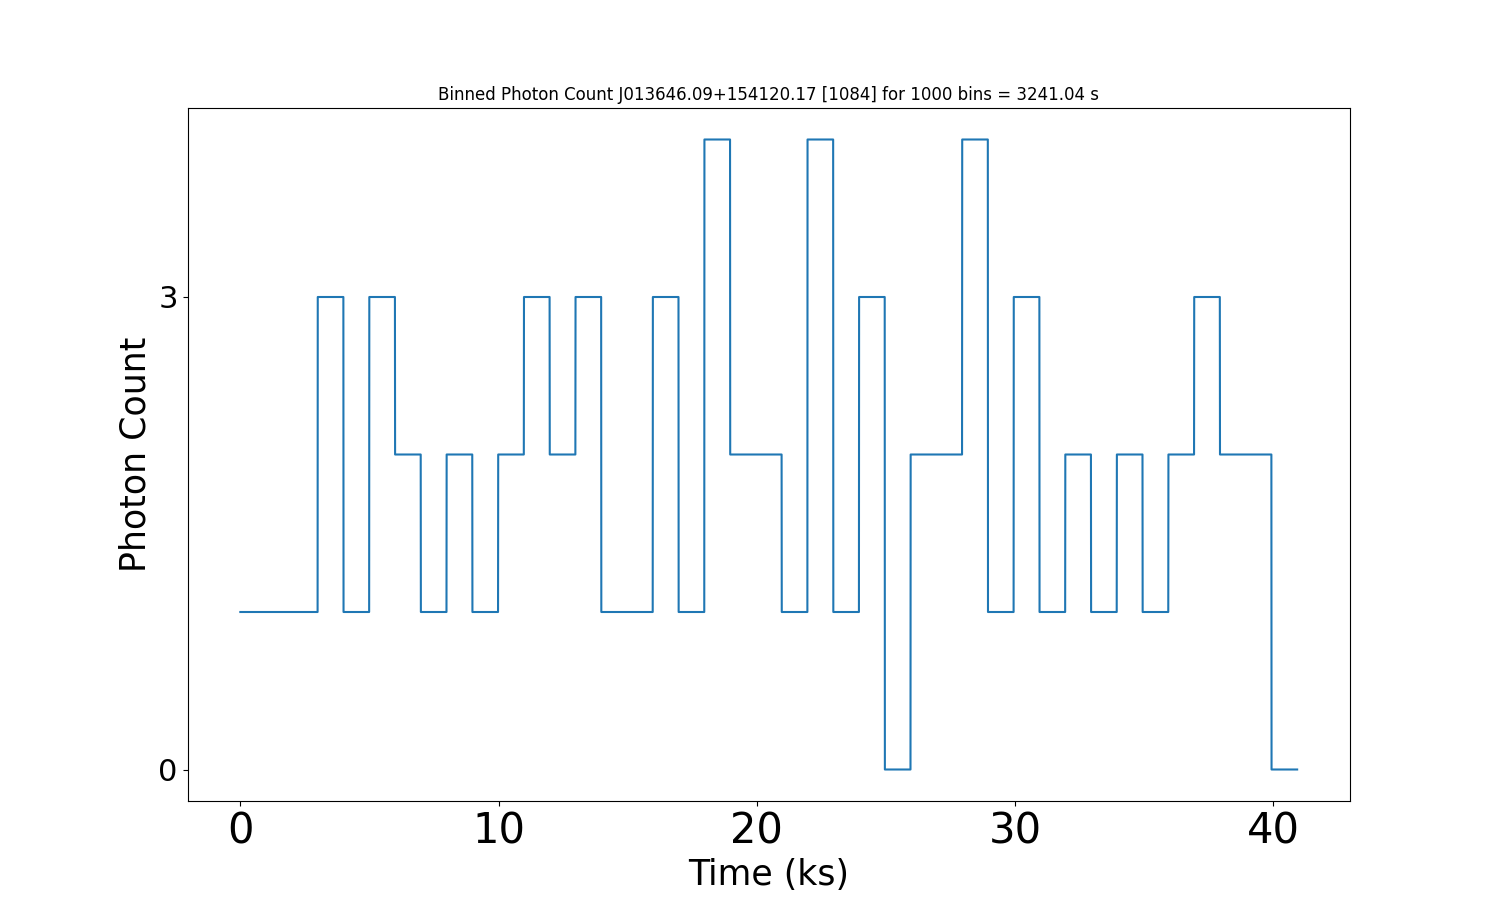 Binned Photon Count J013646.09+154120.17 [1084] for 1000 bins = 3241.04 s
Photon Count
3
0
0 10 20 30 40
Time (ks)